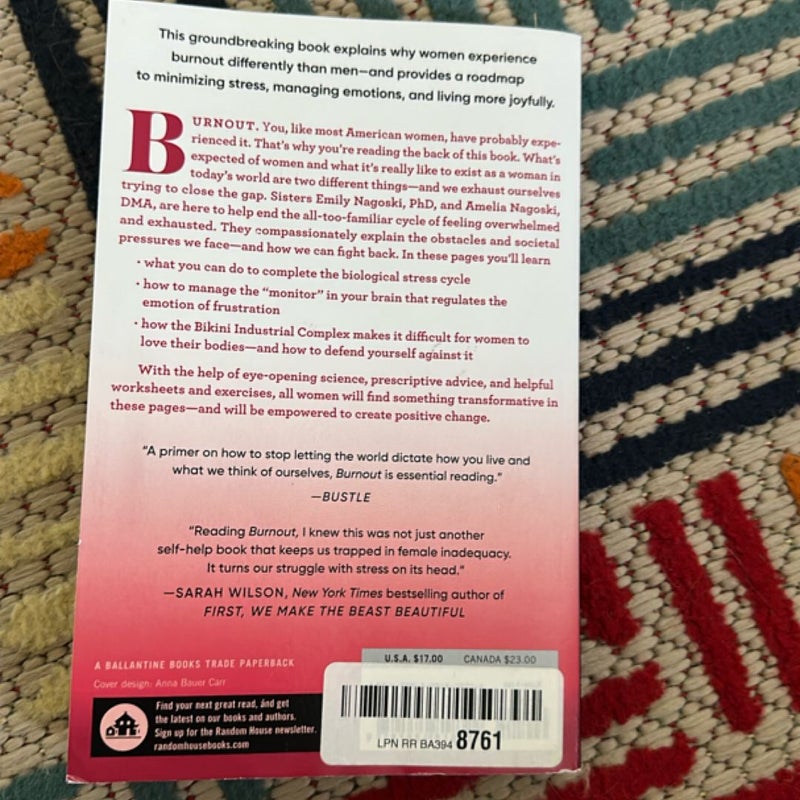 This groundbreaking book explains why women experience
burnout differently than men—and provides a roadmap
to minimizing stress, managing emotions, and living more joyfully.
BURNOUT. You, like most American women, have probably expe-
rienced it. That's why you're reading the back of this book. What's
expected of women and what it's really like to exist as a woman in
today's world are two different things—and we exhaust ourselves
trying to close the gap. Sisters Emily Nagoski, PhD, and Amelia Nagoski,
DMA, are here to help end the all-too-familiar cycle of feeling overwhelmed
and exhausted. They compassionately explain the obstacles and societal
pressures we face—and how we can fight back. In these pages you'll learn
· what you can do to complete the biological stress cycle
· how to manage the “monitor” in your brain that regulates the
emotion of frustration
· how the Bikini Industrial Complex makes it difficult for women to
love their bodies—and how to defend yourself against it
With the help of eye-opening science, prescriptive advice, and helpful
worksheets and exercises, all women will find something transformative in
these pages—and will be empowered to create positive change.
“A primer on how to stop letting the world dictate how you live and
what we think of ourselves, Burnout is essential reading.”
—BUSTLE
“Reading Burnout, I knew this was not just another
self-help book that keeps us trapped in female inadequacy.
It turns our struggle with stress on its head.”
—SARAH WILSON, New York Times bestselling author of
FIRST, WE MAKE THE BEAST BEAUTIFUL
A BALLANTINE BOOKS TRADE PAPERBACK
Cover design: Anna Bauer Carr
U.S.A. $17.00 CANADA $23.00
Find your next great read, and get
the latest on our books and authors.
Sign up for the Random House newsletter.
randomhousebooks.com
LPN RR BA394 8761